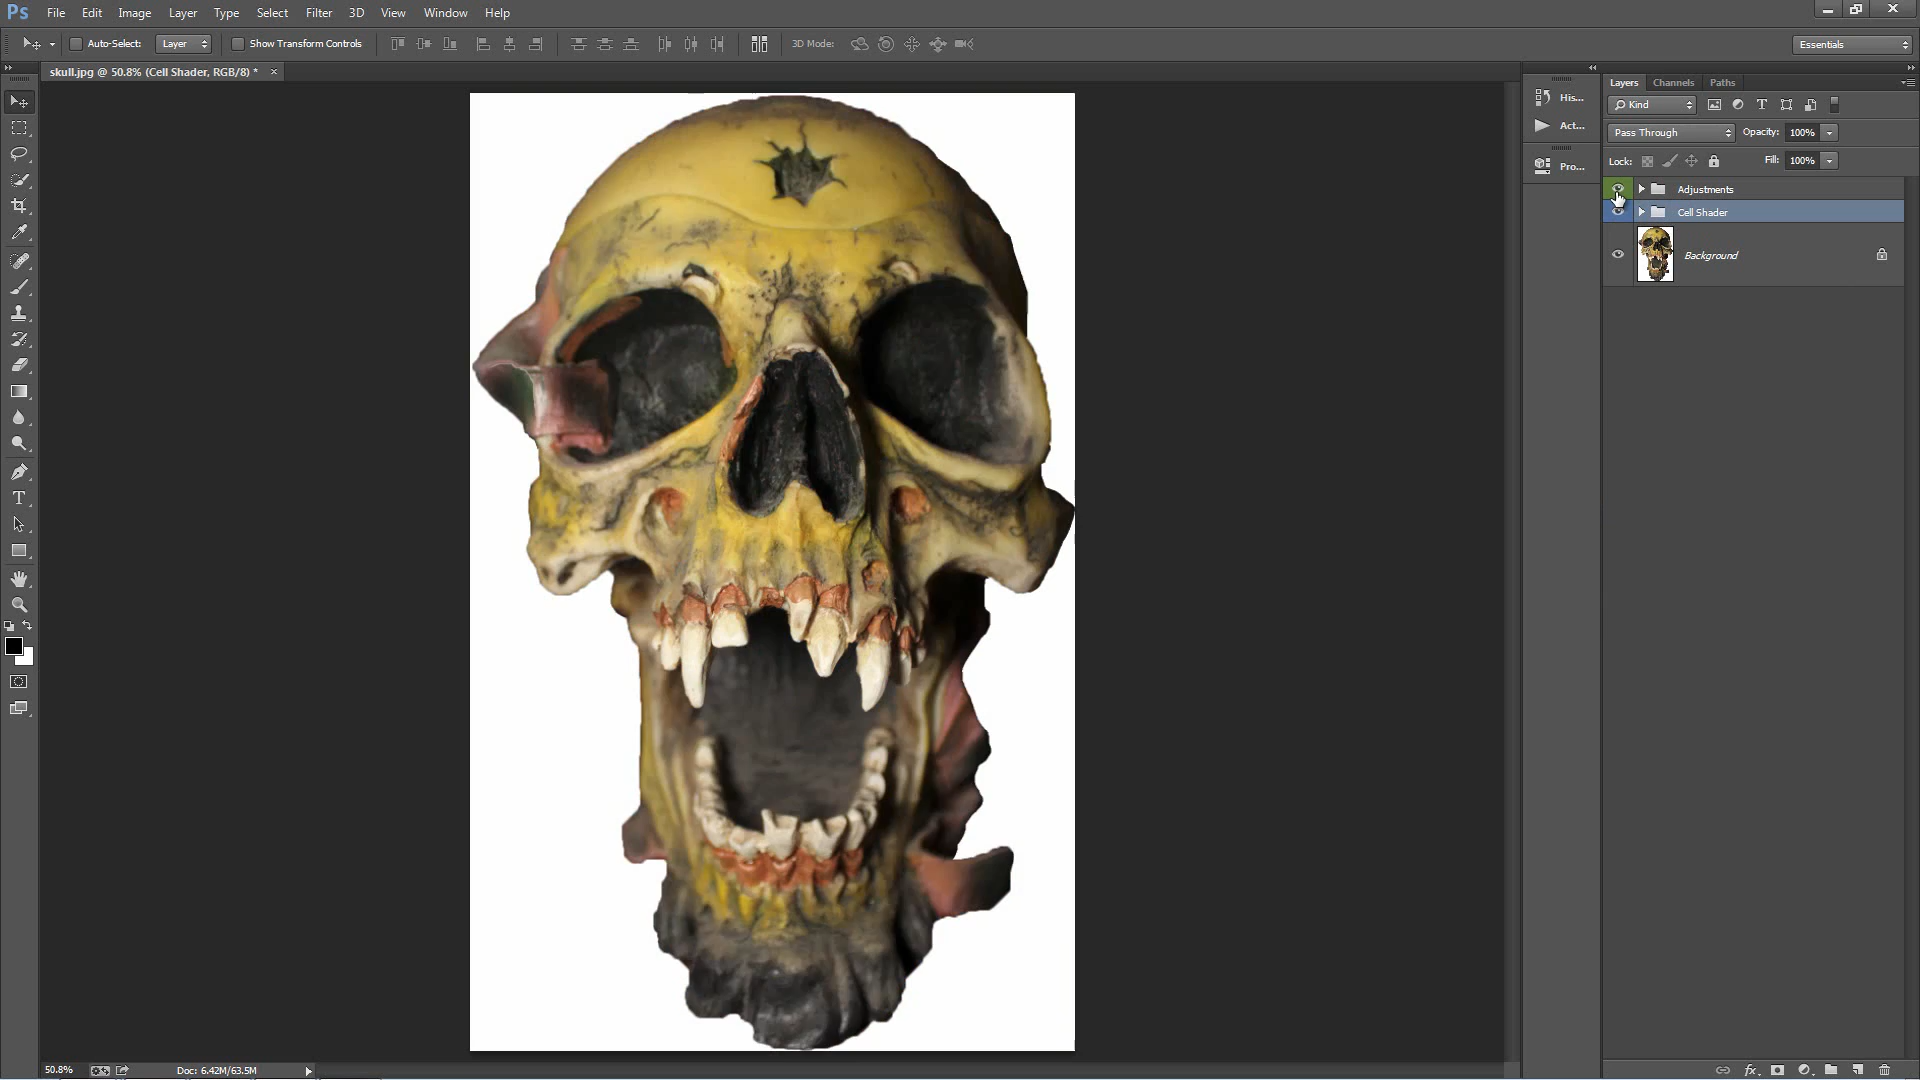 Ps File Edit Image Layer Type Select Filter 3D View Window Help
Auto-Select: Layer Show Transform Controls 3D Mode: Essentials
skull.jpg @ 50.8% (Cell Shader, RGB/8) * ×
Layers Channels Paths
His...
Kind
Act...
Pass Through Opacity: 100%
Lock: Fill: 100%
Pro...
Adjustments
Cell Shader
Background
50.8% Doc: 6.42M/63.5M